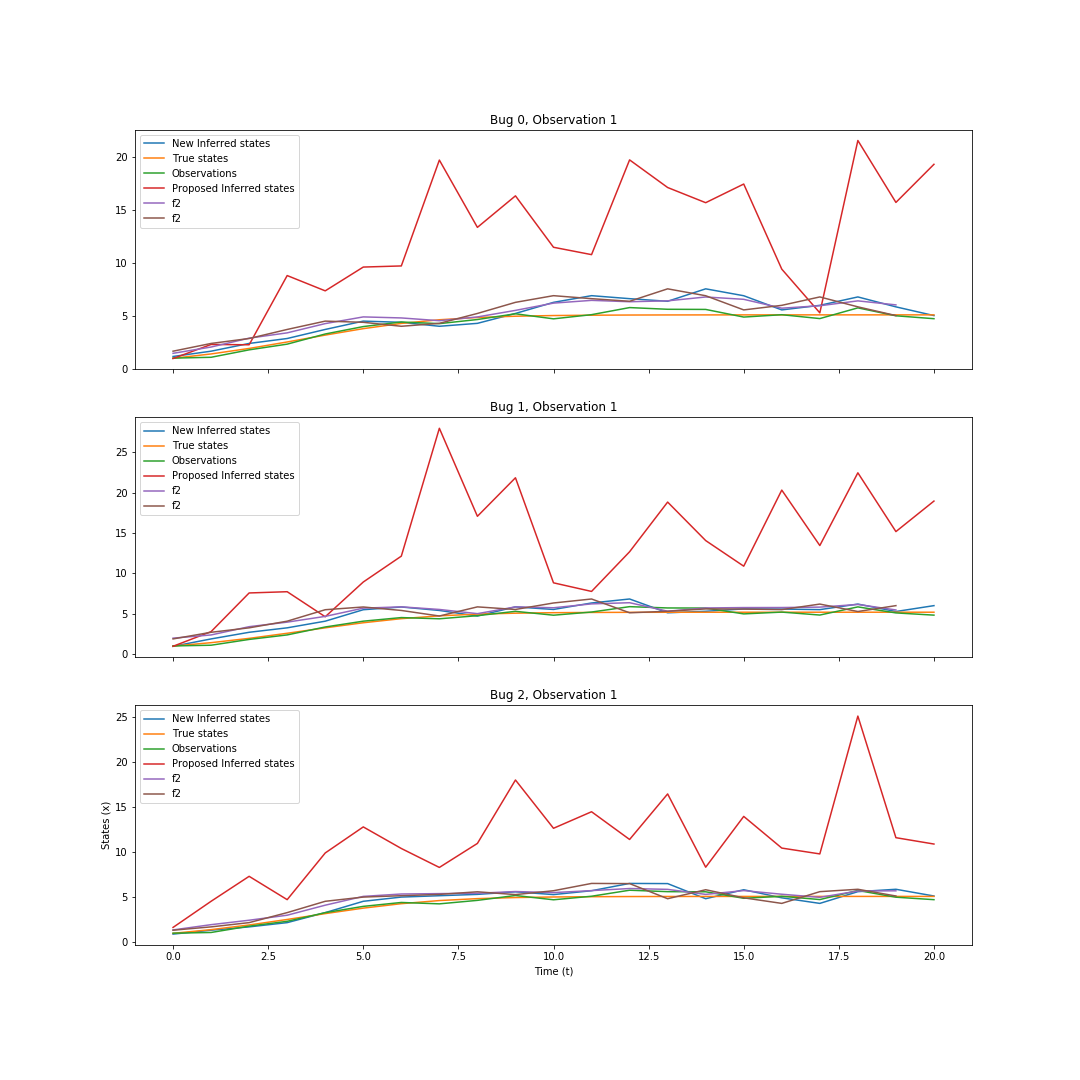 Bug 0, Observation 1
20
15
10
5
0
New Inferred states
True states
Observations
Proposed Inferred states
f2
f2
Bug 1, Observation 1
25
20
15
10
5
0
New Inferred states
True states
Observations
Proposed Inferred states
f2
f2
Bug 2, Observation 1
25
20
15
10
5
0
States (x)
New Inferred states
True states
Observations
Proposed Inferred states
f2
f2
0.0 2.5 5.0 7.5 10.0 12.5 15.0 17.5 20.0
Time (t)